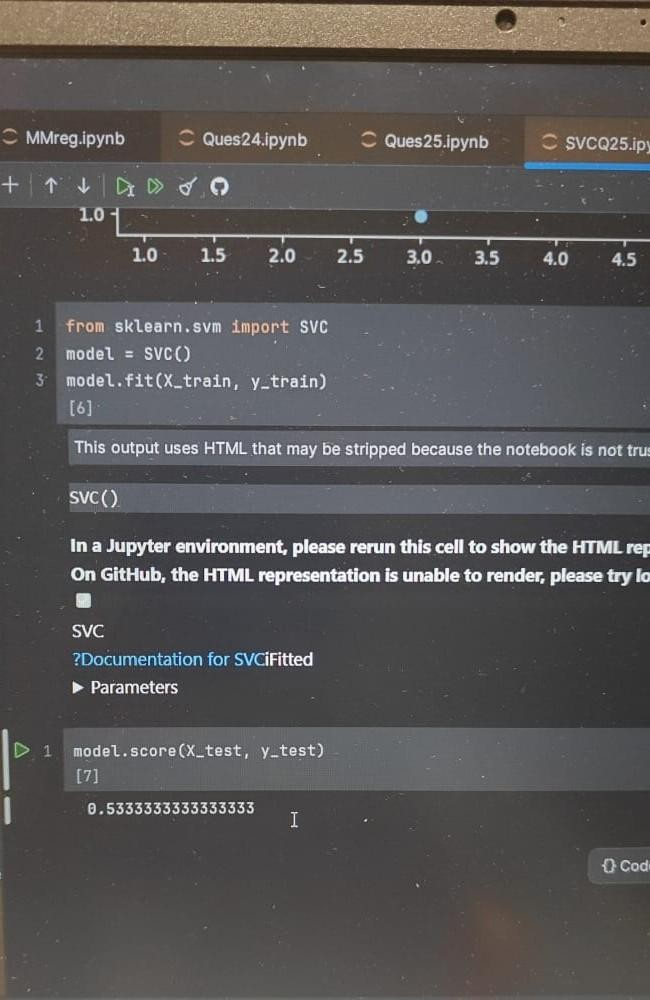 MMreg.ipynb Ques24.ipynb Ques25.ipynb SVCQ25.ipy
1.0
1.0 1.5 2.0 2.5 3.0 3.5 4.0 4.5
1 from sklearn.svm import SVC
2 model = SVC()
3 model.fit(X_train, y_train)
[6]
This output uses HTML that may be stripped because the notebook is not trus
SVC()
In a Jupyter environment, please rerun this cell to show the HTML rep
On GitHub, the HTML representation is unable to render, please try lo
SVC
?Documentation for SVCiFitted
▶ Parameters
1 model.score(X_test, y_test)
[7]
0.5333333333333333
{} Code